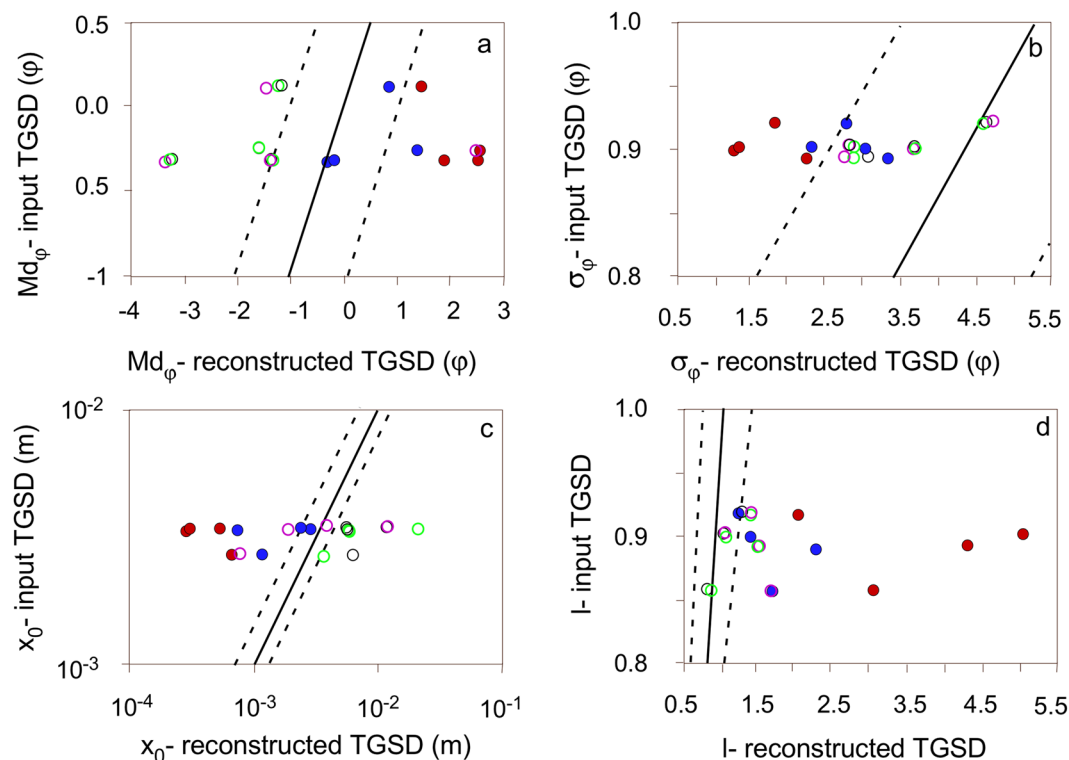 a
0.5
0.0
0.5
-1
-4 -3 -2 -1 0 1 2 3
Mdφ- input TGSD (φ)
Mdφ- reconstructed TGSD (φ)
b
1.0
0.9
0.8
0.5 1.5 2.5 3.5 4.5 5.5
σφ- input TGSD (φ)
σφ- reconstructed TGSD (φ)
c
10-2
10-3
10-4 10-3 10-2 10-1
x0- input TGSD (m)
x0- reconstructed TGSD (m)
d
1.0
0.9
0.8
0.5 1.5 2.5 3.5 4.5 5.5
l- input TGSD
l- reconstructed TGSD